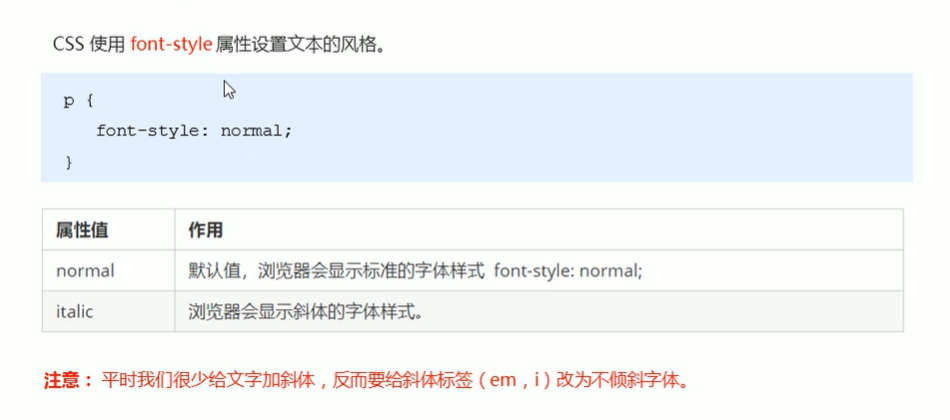 CSS 使用 font-style 属性设置文本的风格。
p {
font-style: normal;
}
属性值 作用
normal 默认值，浏览器会显示标准的字体样式 font-style: normal;
italic 浏览器会显示斜体的字体样式。
注意： 平时我们很少给文字加斜体，反而要给斜体标签（em，i）改为不倾斜字体。